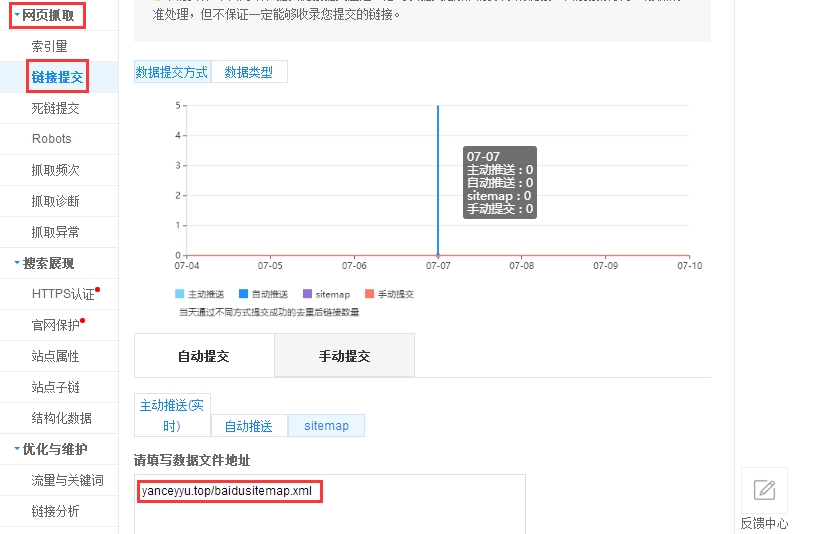 网页抓取
索引量
链接提交
死链提交
Robots
抓取频次
抓取诊断
抓取异常
搜索展现
HTTPS认证
官网保护
站点属性
站点子链
结构化数据
优化与维护
流量与关键词
链接分析
准处理，但不保证一定能够收录您提交的链接。
数据提交方式
数据类型
5
4
3
2
1
0
07-04
07-05
07-06
07-07
07-08
07-09
07-10
07-07
主动推送：0
自动推送：0
sitemap：0
手动提交：0
主动推送
自动推送
sitemap
手动提交
当天通过不同方式提交成功的去重后链接数量
自动提交
手动提交
主动推送(实
时)
自动推送
sitemap
请填写数据文件地址
yanceyyu.top/baidusitemap.xml
反馈中心